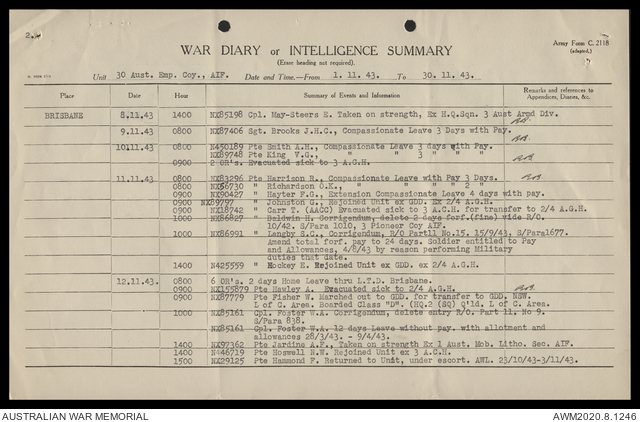 2.
WAR DIARY or INTELLIGENCE SUMMARY
Army Form C. 2118
(adapted.)
(Erase heading not required).
Unit 30 Aust. Emp. Coy., AIF. Date and Time.—From 1. 11. 43. To 30. 11. 43.
Place Date Hour Summary of Events and Information Remarks and references to Appendices, Diaries, &c.
BRISBANE 8.11.43 1400 NX85198 Cpl. May-Steers E. Taken on strength, Ex H.Q.Sqn. 3 Aust Armd Div.
9.11.43 0800 NX87406 Sgt. Brooks J.H.C., Compassionate Leave 3 Days with Pay.
10.11.43 0800 N450189 Pte Smith A.H., Compassionate Leave 3 days with Pay.
NX89748 Pte King V.G., " " 3 " " "
0900 2 OR's. Evacuated sick to 3 A.G.H.
11.11.43 0800 NX83296 Pte Harrison R., Compassionate Leave with Pay 3 Days.
0800 NX56730 " Richardson O.K., " " " " 2 "
0900 NX90427 " Hayter F.G., Extension Compassionate Leave 4 days with pay.
0900 NX89797 " Johnston G., Rejoined Unit ex GDD. Ex 2/4 A.G.H.
0900 NX18742 " Carr T. (AACC) Evacuated sick to 3 A.C.H. for transfer to 2/4 A.G.H.
1000 NX86827 " Baldwin H. Corrigendum, delete 2 days forf.(fine) vide R/O.
10/42. S/Para 1010, 3 Pioneer Coy AIF.
1000 NX86991 " Langby S.C., Corrigendum, R/O Part11 No.15. 15/9/43. S/Para1677.
Amend total forf. pay to 24 days. Soldier entitled to Pay
and Allowances, 4/8/43 by reason performing Military
duties that date.
1400 N425559 " Hookey E. Rejoined Unit ex GDD. ex 2/4 A.G.H.
12.11.43. 0800 6 OR's. 2 days Home Leave thru L.T.D. Brisbane.
0900 NX155879 Pte Hawley A. Evacuated sick to 2/4 A.G.H.
0900 NX87779 Pte Fisher W. Marched out to GDD. for transfer to GDD. NSW.
L of C. Area. Boarded Class "D". (HQ.2 (SQ) Q'ld. L of C. Area.
1000 NX85161 Cpl. Foster W.A. Corrigendum, delete entry R/O. Part 11. No 9.
S/Para 838.
NX85161 Cpl. Foster W.A. 12 days Leave without pay. with allotment and
allowances 28/3/43. - 9/4/43.
1400 NX97362 Pte Jardine A.F., Taken on strength Ex 1 Aust. Mob. Litho. Sec. AIF.
1400 N446719 Pte Hoswell N.W. Rejoined Unit ex 3 A.C.H.
1500 NX29125 Pte Hammond F. Returned to Unit, under escort. AWL. 23/10/43-3/11/43.
AUSTRALIAN WAR MEMORIAL
AWM2020.8.1246